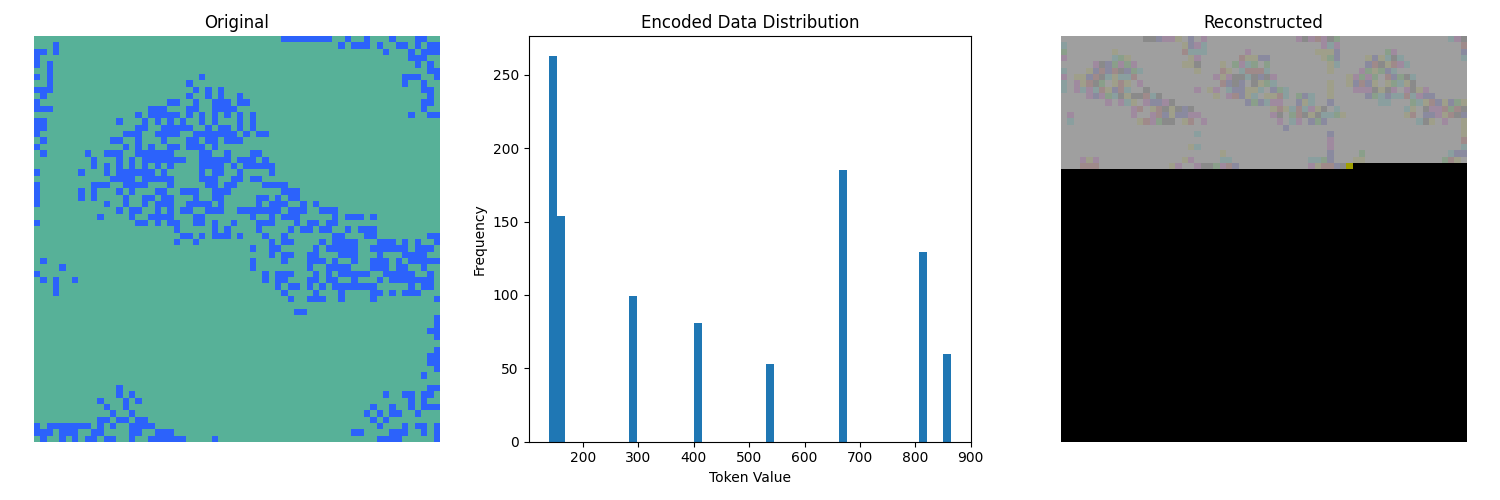 Original
Encoded Data Distribution
Reconstructed
Frequency
250
200
150
100
50
0
200 300 400 500 600 700 800 900
Token Value